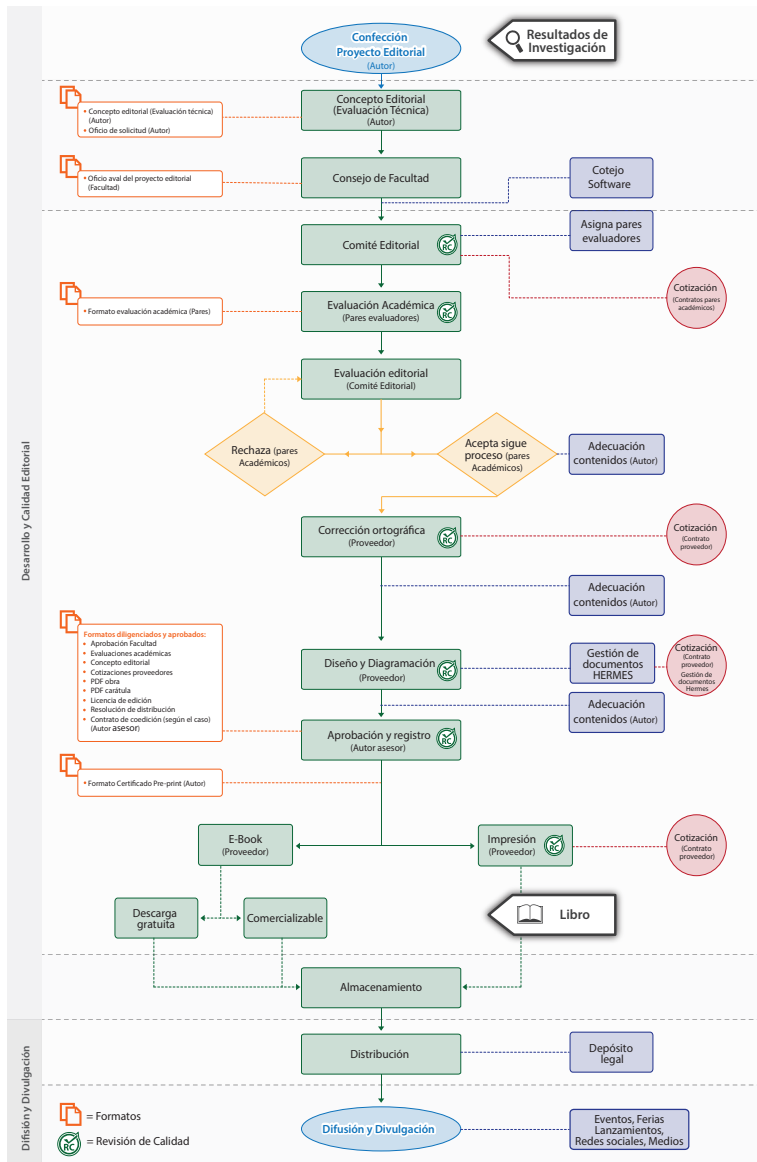 Confección
Proyecto Editorial
(Autor)
Resultados de
Investigación
• Concepto editorial (Evaluación técnica)
(Autor)
• Oficio de solicitud (Autor)
Concepto Editorial
(Evaluación Técnica)
(Autor)
• Oficio aval del proyecto editorial
(Facultad)
Consejo de Facultad
Cotejo
Software
Comité Editorial
RC
Asigna pares
evaluadores
Cotización
(Contratos pares
académicos)
• Formato evaluación académica (Pares)
Evaluación Académica
(Pares evaluadores)
RC
Evaluación editorial
(Comité Editorial)
Rechaza (pares
Académicos)
Acepta sigue
proceso (pares
Académicos)
Adecuación
contenidos (Autor)
Corrección ortográfica
(Proveedor)
RC
Cotización
(Contrato
proveedor)
Adecuación
contenidos (Autor)
Formatos diligenciados y aprobados:
• Aprobación Facultad
• Evaluaciones académicas
• Concepto editorial
• Cotizaciones proveedores
• PDF obra
• PDF carátula
• Licencia de edición
• Resolución de distribución
• Contrato de coedición (según el caso)
(Autor asesor)
Diseño y Diagramación
(Proveedor)
RC
Gestión de
documentos
HERMES
Cotización
(Contrato
proveedor)
Gestión de
documentos
Hermes
Adecuación
contenidos (Autor)
Aprobación y registro
(Autor asesor)
RC
• Formato Certificado Pre-print (Autor)
E-Book
(Proveedor)
Impresión
(Proveedor)
RC
Cotización
(Contrato
proveedor)
Descarga
gratuita
Comercializable
Libro
Almacenamiento
Distribución
Depósito
legal
Difusión y Divulgación
Eventos, Ferias
Lanzamientos,
Redes sociales, Medios
= Formatos
RC
= Revisión de Calidad
Desarrollo y Calidad Editorial
Difisión y Divulgación